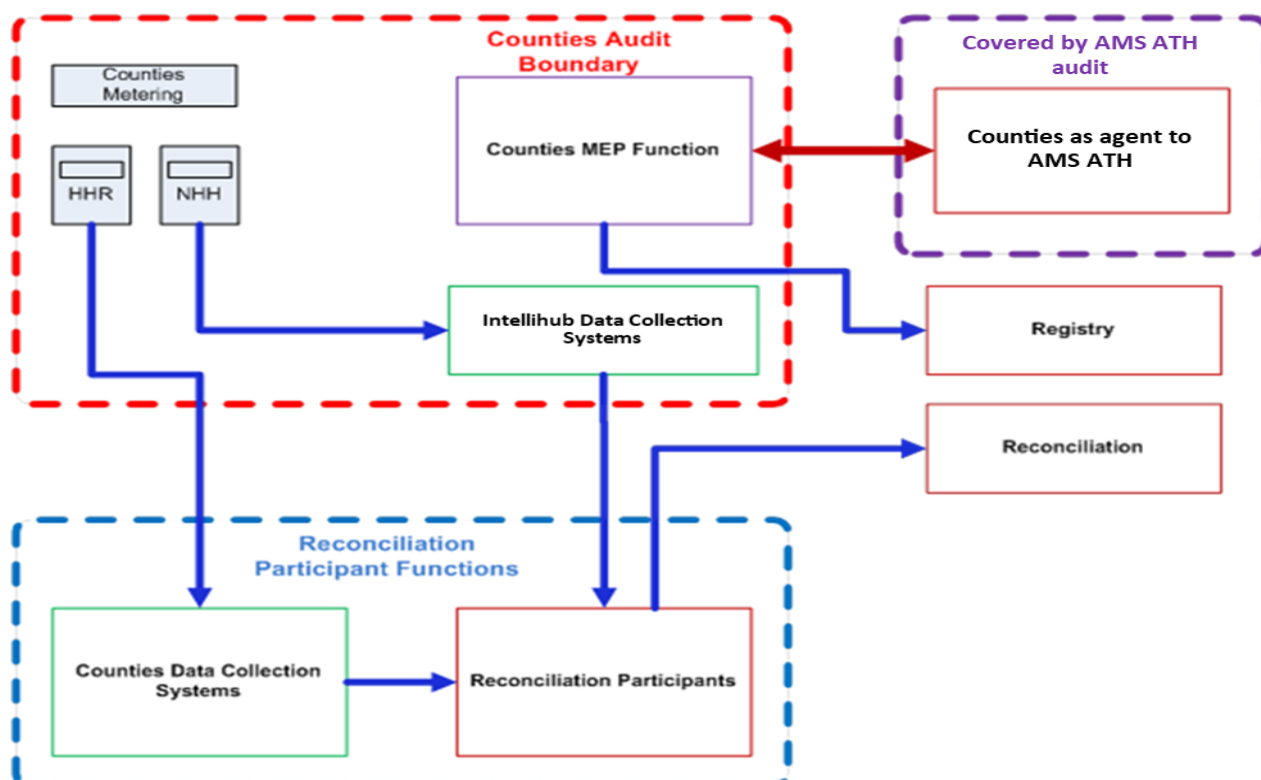 Counties Audit
Boundary
Covered by AMS ATH
audit
Counties
Metering
HHR
NHH
Counties MEP Function
Counties as agent to
AMS ATH
Intellihub Data Collection
Systems
Registry
Reconciliation
Reconciliation
Participant Functions
Counties Data Collection
Systems
Reconciliation Participants